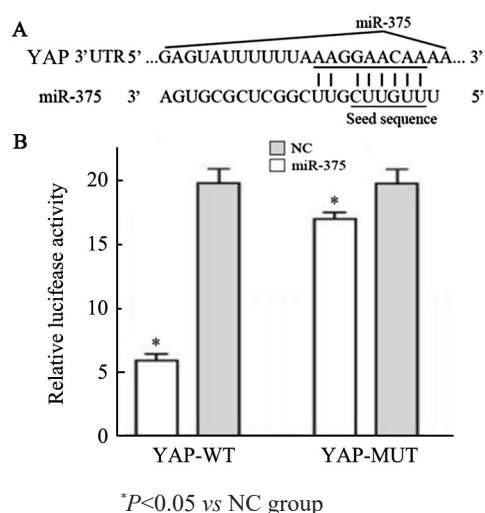 A
miR-375
YAP 3'UTR 5' ...GAGUAUUUUUUAAAGGAACAAAA... 3'
miR-375 3' AGUGCGCUCGGCUUGCUUGUUU 5'
Seed sequence
B
NC
miR-375
Relative lucifease activity
20
15
10
5
0
*
*
YAP-WT
YAP-MUT
*P<0.05 vs NC group